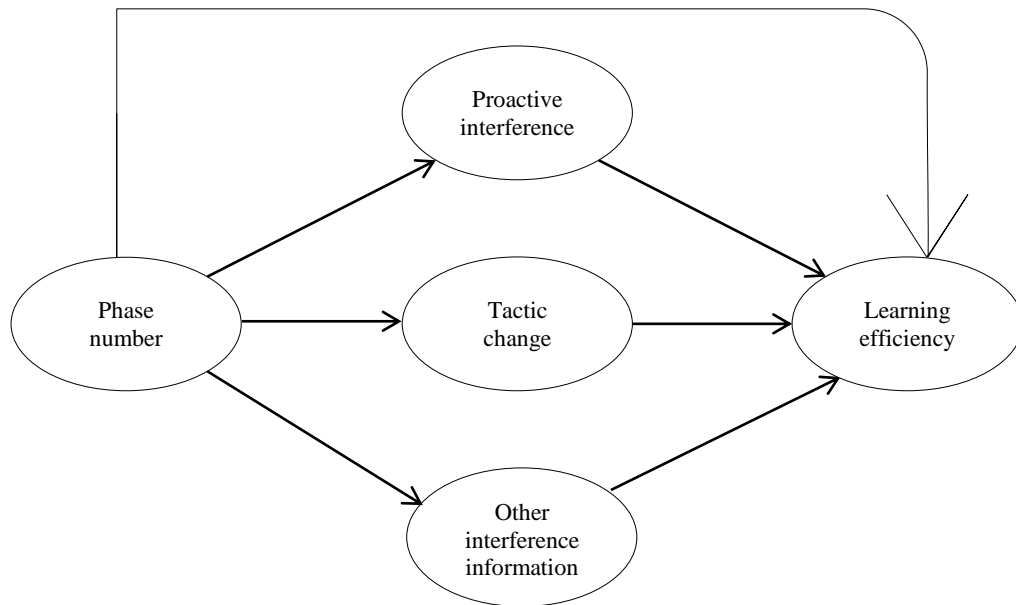 Proactive
interference
Phase
number
Tactic
change
Learning
efficiency
Other
interference
information